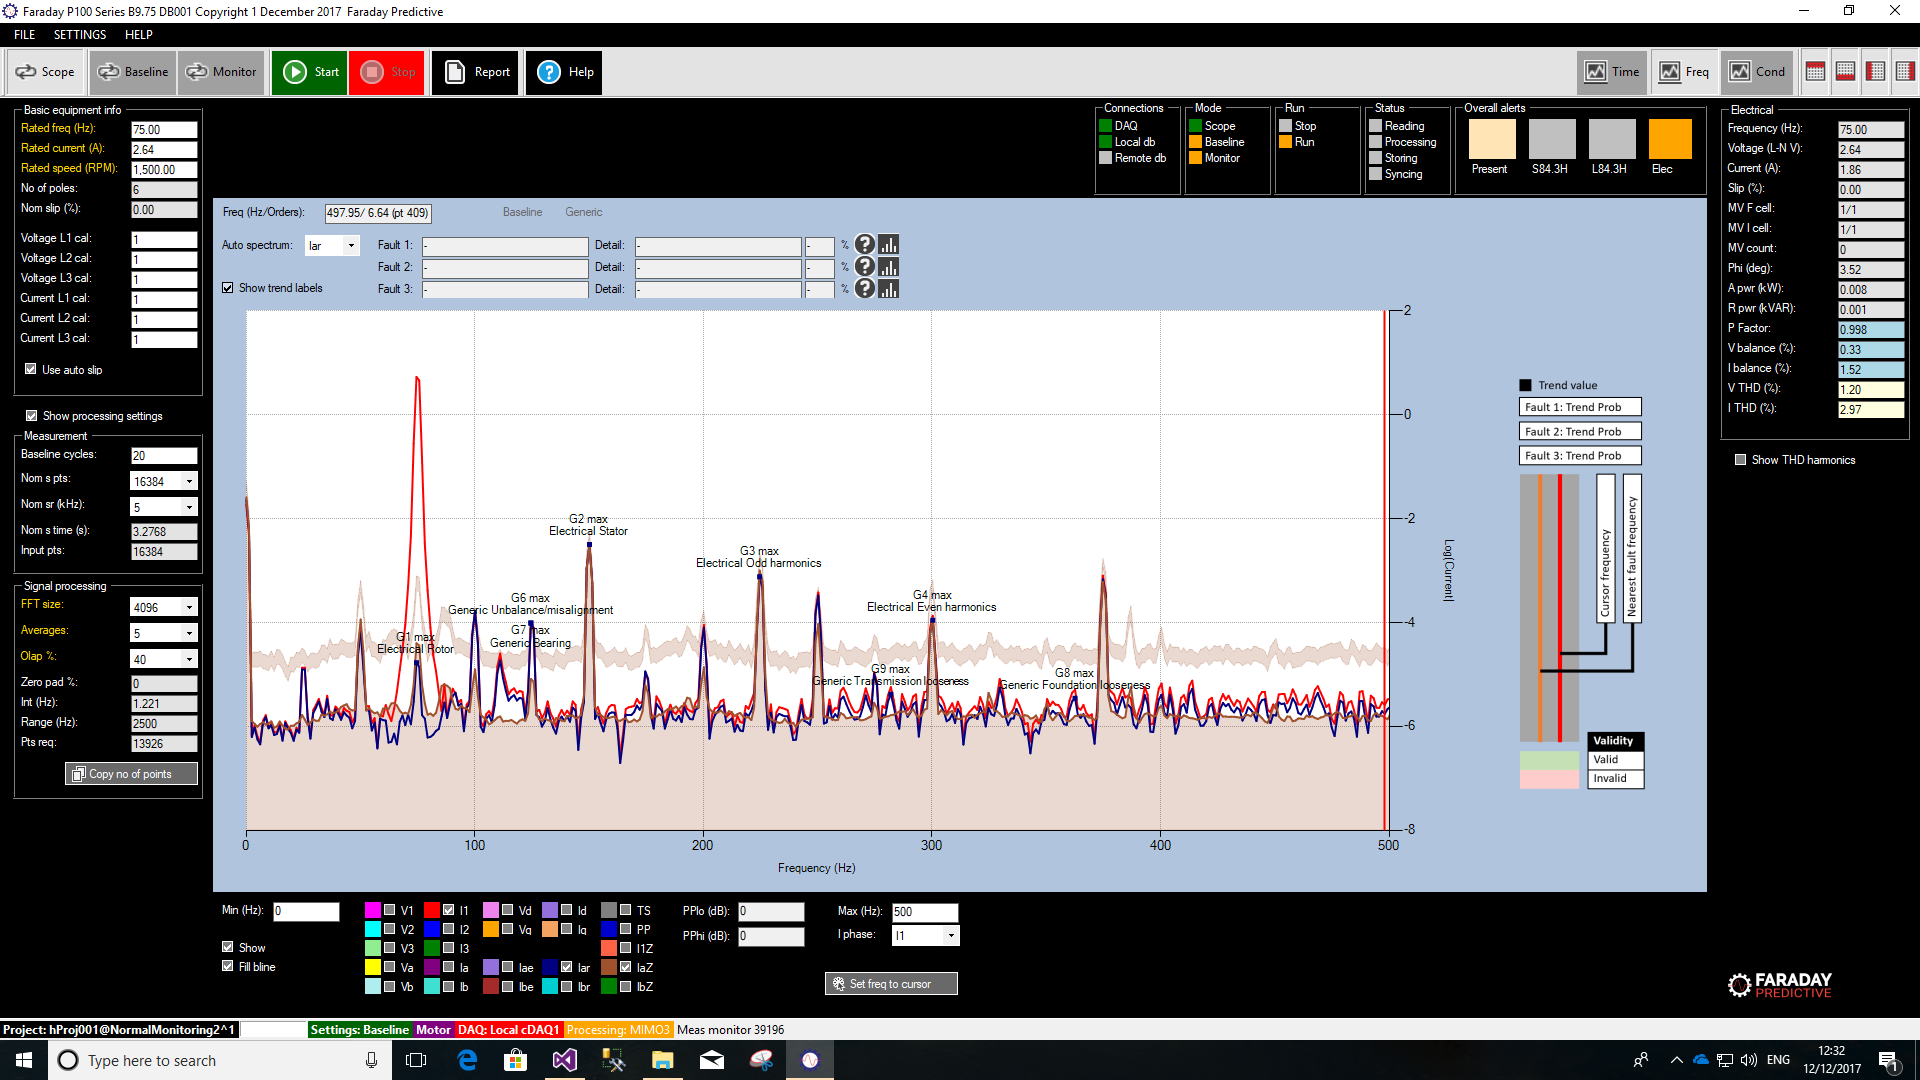 Faraday P100 Series B9.75 DB001 Copyright 1 December 2017 Faraday Predictive
FILE SETTINGS HELP
Scope Baseline Monitor Start Stop Report Help Time Freq Cond
Basic equipment info
Rated freq (Hz): 75.00
Rated current (A): 2.64
Rated speed (RPM): 1,500.00
No of poles: 6
Nom slip (%): 0.00
Voltage L1 cal: 1
Voltage L2 cal: 1
Voltage L3 cal: 1
Current L1 cal: 1
Current L2 cal: 1
Current L3 cal: 1
Use auto slip
Show processing settings
Measurement
Baseline cycles: 20
Nom s pts: 16384
Nom sr (kHz): 5
Nom s time (s): 3.2768
Input pts: 16384
Signal processing
FFT size: 4096
Averages: 5
Olap %: 40
Zero pad %: 0
Int (Hz): 1.221
Range (Hz): 2500
Pts req: 13926
Copy no of points
Connections
DAQ
Local db
Remote db
Mode
Scope
Baseline
Monitor
Run
Stop
Run
Status
Reading
Processing
Storing
Syncing
Overall alerts
Present S84.3H L84.3H Elec
Freq (Hz/Orders): 497.95/ 6.64 (pt 409) Baseline Generic
Auto spectrum: Iar Fault 1: - Detail: - - %
Fault 2: - Detail: - - %
Show trend labels Fault 3: - Detail: - - %
2
0
-2
-4
-6
-8
Log(Current)
G2 max
Electrical Stator
G3 max
Electrical Odd harmonics
G6 max
Generic Unbalance/misalignment
G4 max
Electrical Even harmonics
G7 max
Generic Bearing
G1 max
Electrical Rotor
G9 max
Generic Transmission looseness
G8 max
Generic Foundation looseness
0 100 200 300 400 500
Frequency (Hz)
Trend value
Fault 1: Trend Prob
Fault 2: Trend Prob
Fault 3: Trend Prob
Cursor frequency
Nearest fault frequency
Validity
Valid
Invalid
Electrical
Frequency (Hz): 75.00
Voltage (L-N V): 2.64
Current (A): 1.86
Slip (%): 0.00
MV F cell: 1/1
MV I cell: 1/1
MV count: 0
Phi (deg): 3.52
A pwr (kW): 0.008
R pwr (kVAR): 0.001
P Factor: 0.998
V balance (%): 0.33
I balance (%): 1.52
V THD (%): 1.20
I THD (%): 2.97
Show THD harmonics
Min (Hz): 0
Show
Fill bline
V1 I1 Vd Id TS
V2 I2 Vq Iq PP
V3 I3 I1Z
Va Ia Iae Iar IaZ
Vb Ib Ibe Ibr IbZ
PPlo (dB): 0
PPhi (dB): 0
Max (Hz): 500
I phase: I1
Set freq to cursor
FARADAY
PREDICTIVE
Project: hProj001@NormalMonitoring2^1 Settings: Baseline Motor DAQ: Local cDAQ1 Processing: MIMO3 Meas monitor 39196
Type here to search
ENG
12:32
12/12/2017
1